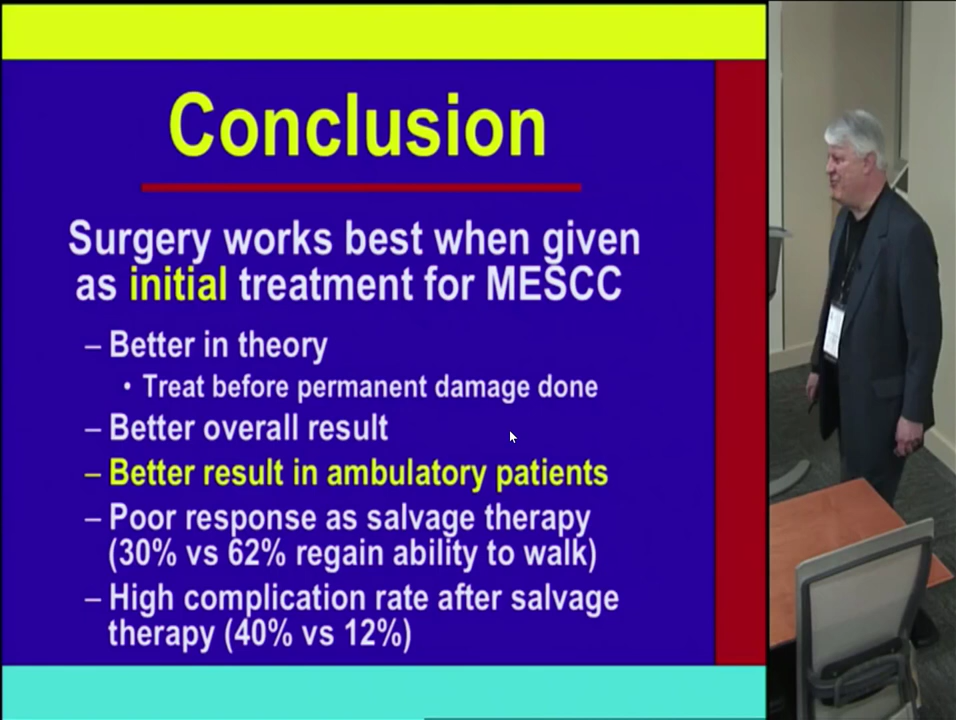 Conclusion
Surgery works best when given
as initial treatment for MESCC
– Better in theory
• Treat before permanent damage done
– Better overall result
– Better result in ambulatory patients
– Poor response as salvage therapy
(30% vs 62% regain ability to walk)
– High complication rate after salvage
therapy (40% vs 12%)